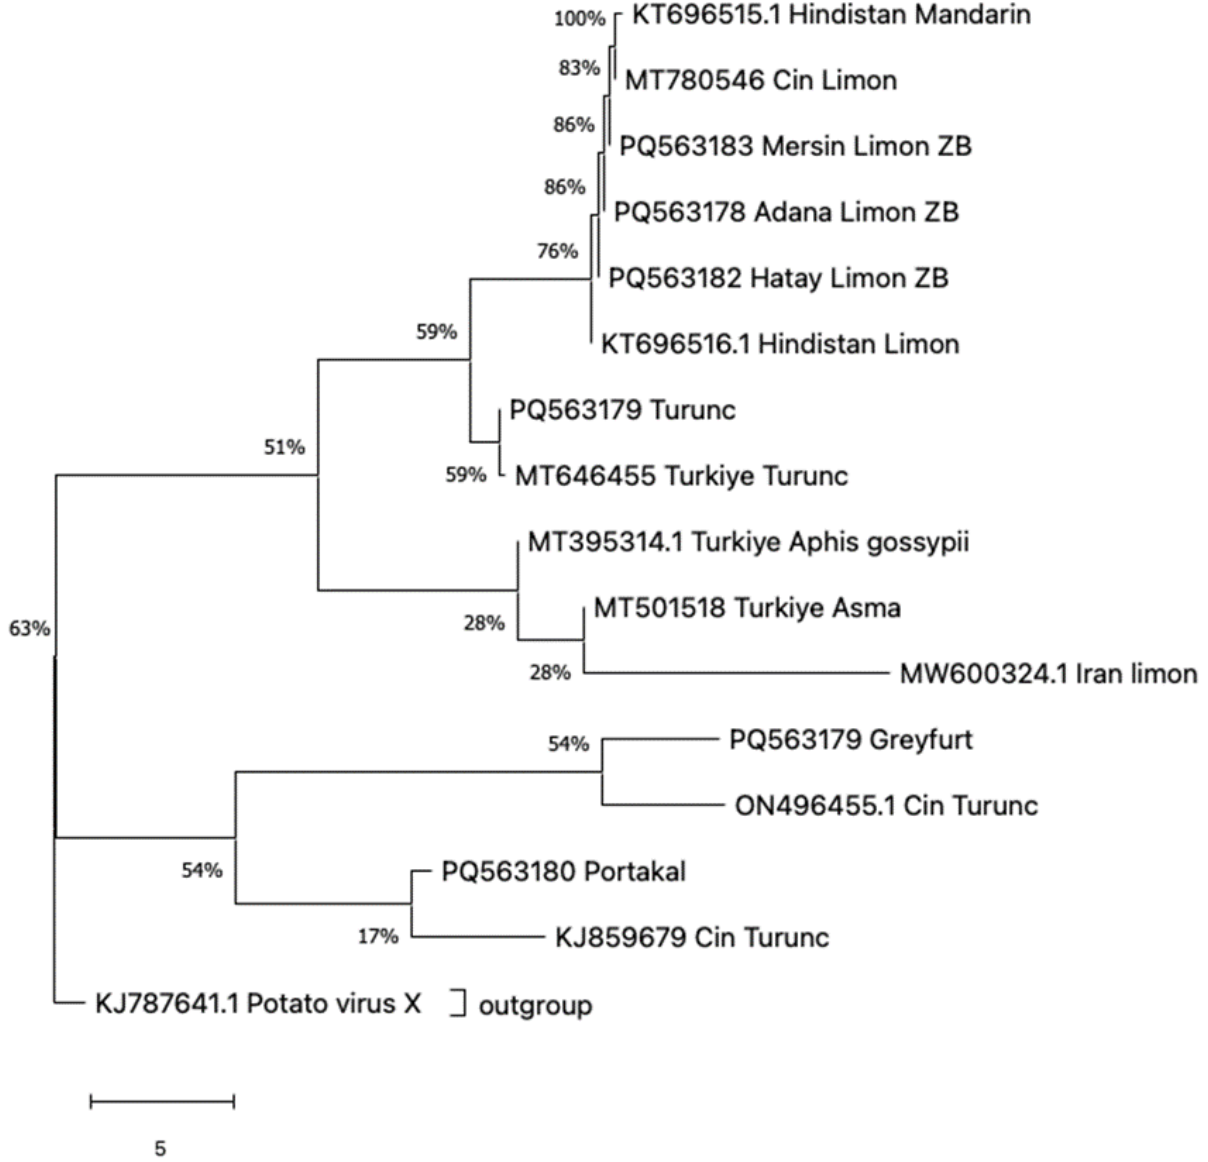 100% KT696515.1 Hindistan Mandarin
83%
MT780546 Cin Limon
86%
PQ563183 Mersin Limon ZB
86%
PQ563178 Adana Limon ZB
76%
PQ563182 Hatay Limon ZB
59%
KT696516.1 Hindistan Limon
PQ563179 Turunc
51%
59% MT646455 Turkiye Turunc
MT395314.1 Turkiye Aphis gossypii
MT501518 Turkiye Asma
28%
63%
28% MW600324.1 Iran limon
54% PQ563179 Greyfurt
ON496455.1 Cin Turunc
54% PQ563180 Portakal
17% KJ859679 Cin Turunc
KJ787641.1 Potato virus X outgroup
5